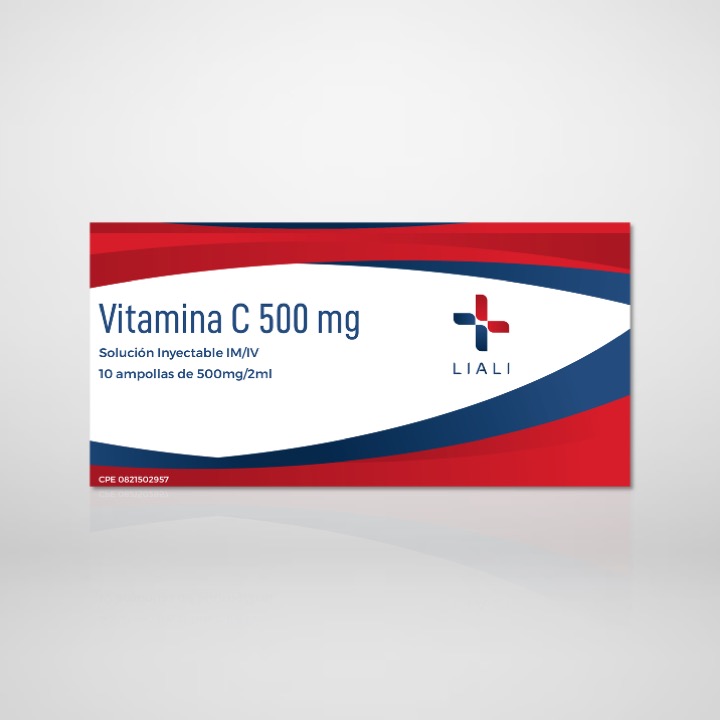 Vitamina C 500 mg
Solución Inyectable IM/IV
10 ampollas de 500mg/2ml
LIALI
CPE 0821502957